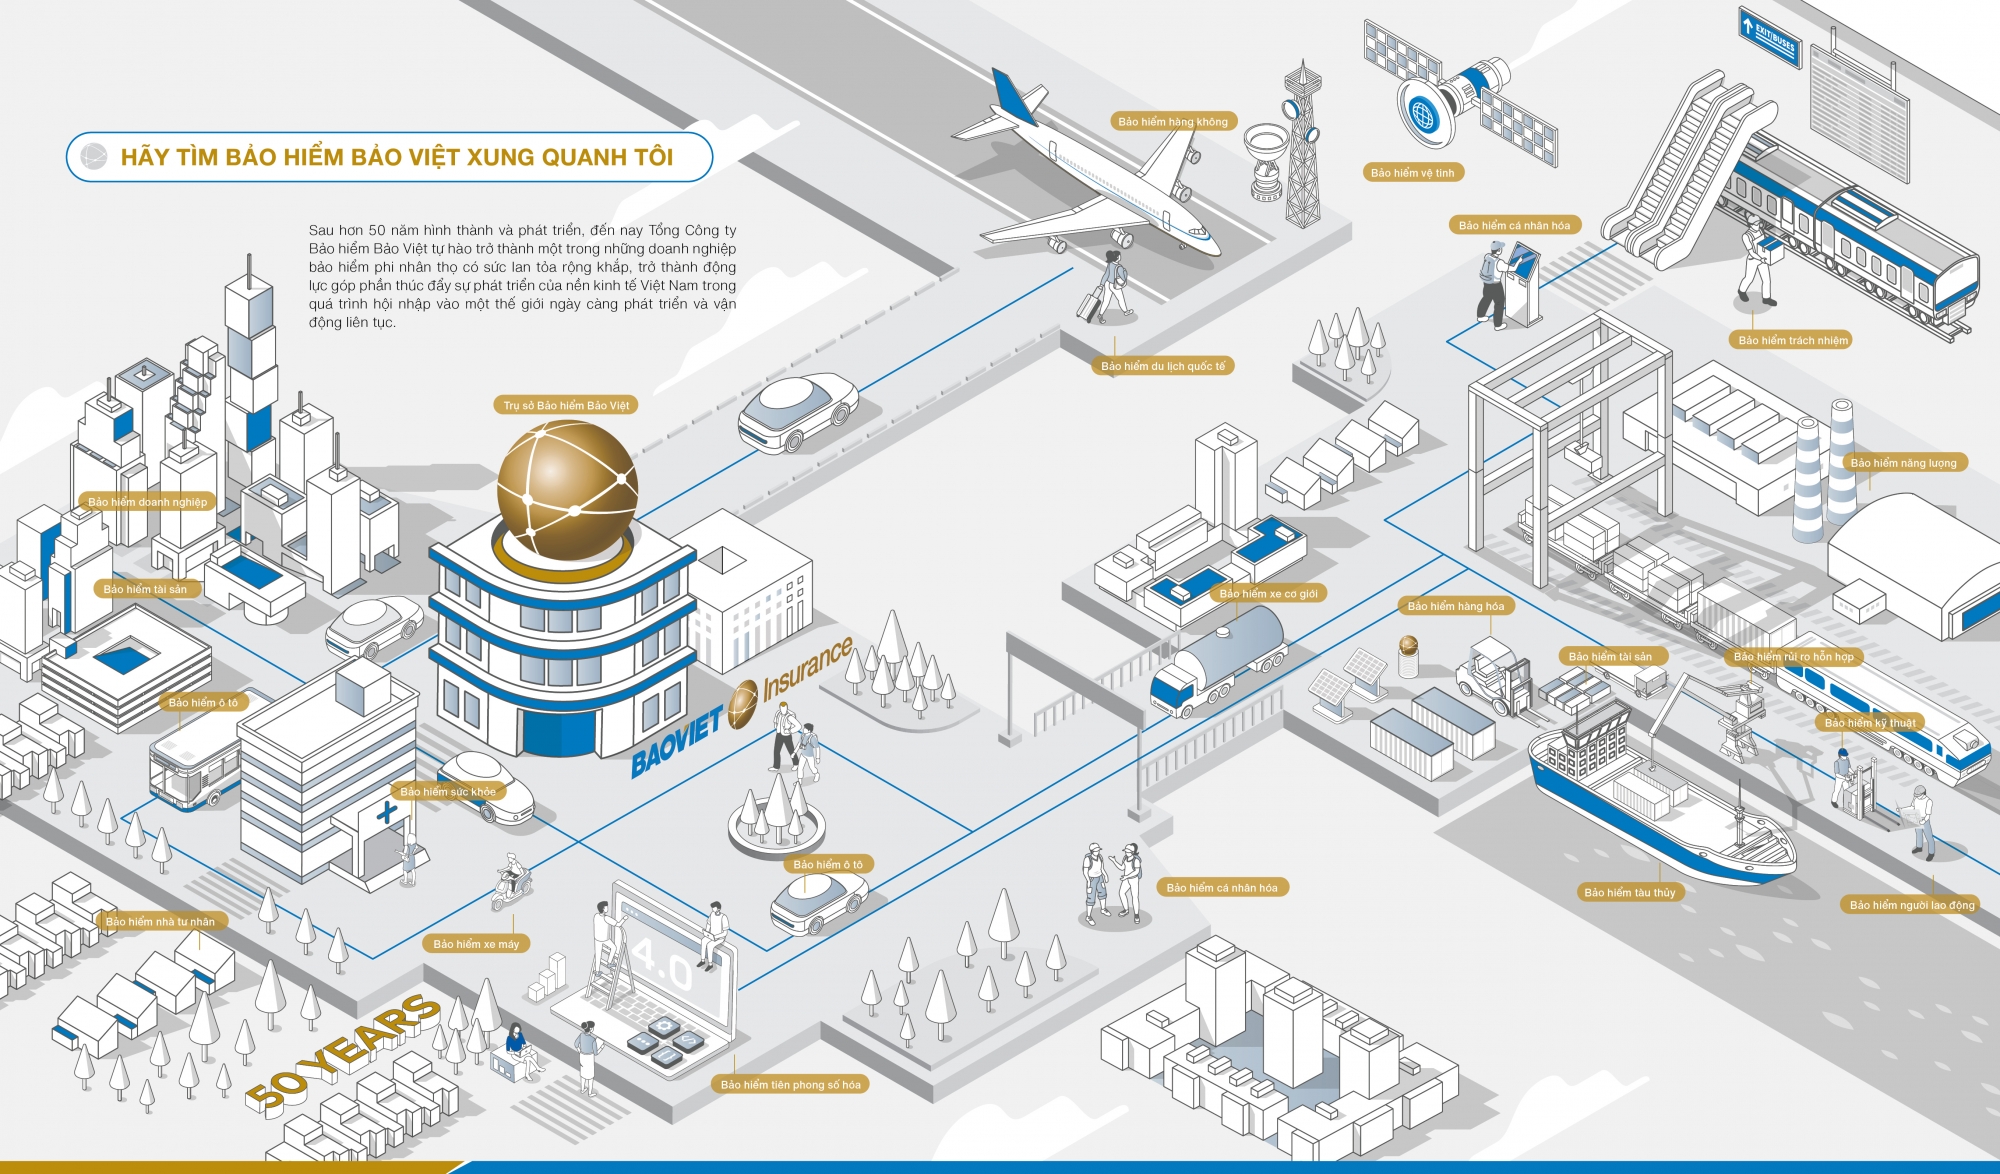 HÃY TÌM BẢO HIỂM BẢO VIỆT XUNG QUANH TÔI
Sau hơn 50 năm hình thành và phát triển, đến nay Tổng Công ty
Bảo hiểm Bảo Việt tự hào trở thành một trong những doanh nghiệp
bảo hiểm phi nhân thọ có sức lan tỏa rộng khắp, trở thành động
lực góp phần thúc đẩy sự phát triển của nền kinh tế Việt Nam trong
quá trình hội nhập vào một thế giới ngày càng phát triển và vận
động liên tục.
EXIT/BUSES
Bảo hiểm hàng không
Bảo hiểm vệ tinh
Bảo hiểm cá nhân hóa
Bảo hiểm trách nhiệm
Bảo hiểm du lịch quốc tế
Trụ sở Bảo hiểm Bảo Việt
Bảo hiểm năng lượng
Bảo hiểm doanh nghiệp
Bảo hiểm tài sản
Bảo hiểm xe cơ giới
Bảo hiểm hàng hóa
Bảo hiểm tài sản
Bảo hiểm rủi ro hỗn hợp
Bảo hiểm ô tô
BAOVIET Insurance
Bảo hiểm kỹ thuật
Bảo hiểm sức khỏe
Bảo hiểm ô tô
Bảo hiểm cá nhân hóa
Bảo hiểm tàu thủy
Bảo hiểm người lao động
Bảo hiểm nhà tư nhân
Bảo hiểm xe máy
4.0
50 YEARS
Bảo hiểm tiên phong số hóa